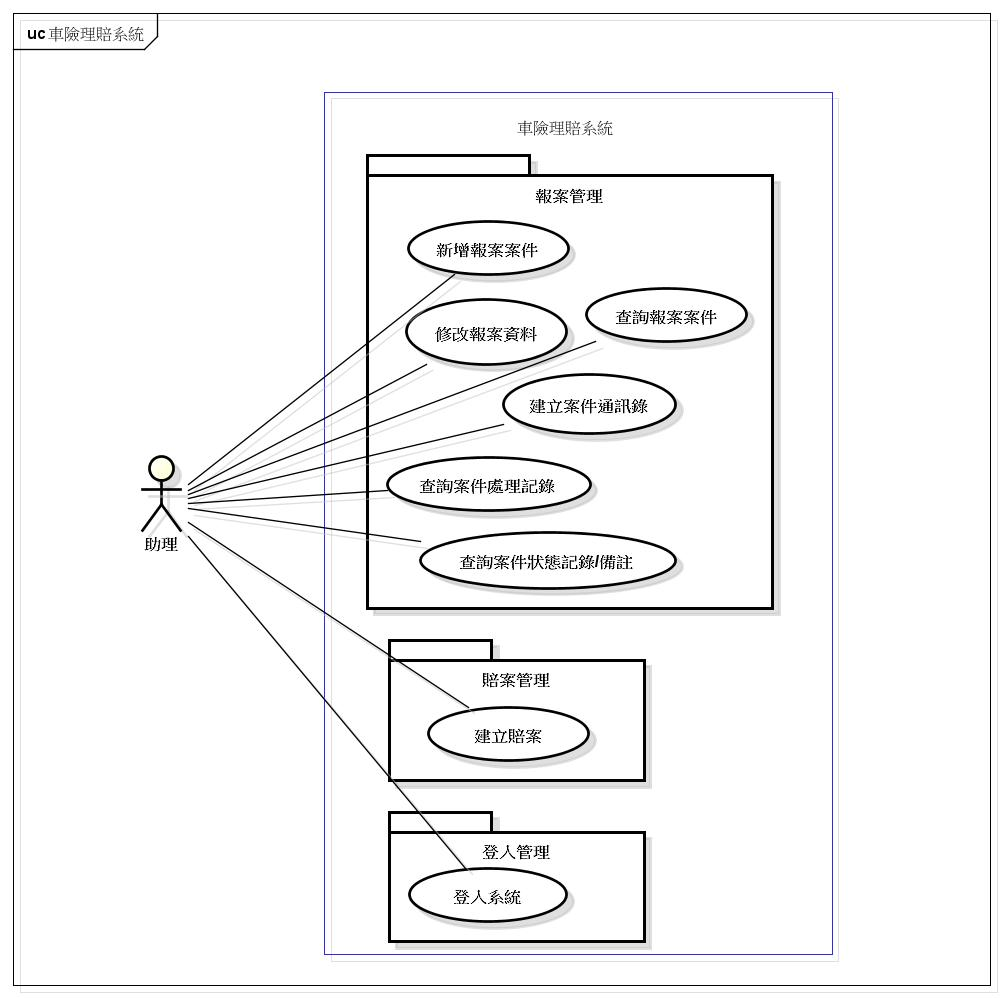 uc 車險理賠系統
車險理賠系統
報案管理
新增報案案件
查詢報案案件
修改報案資料
建立案件通訊錄
查詢案件處理記錄
查詢案件狀態記錄/備註
助理
賠案管理
建立賠案
登入管理
登入系統